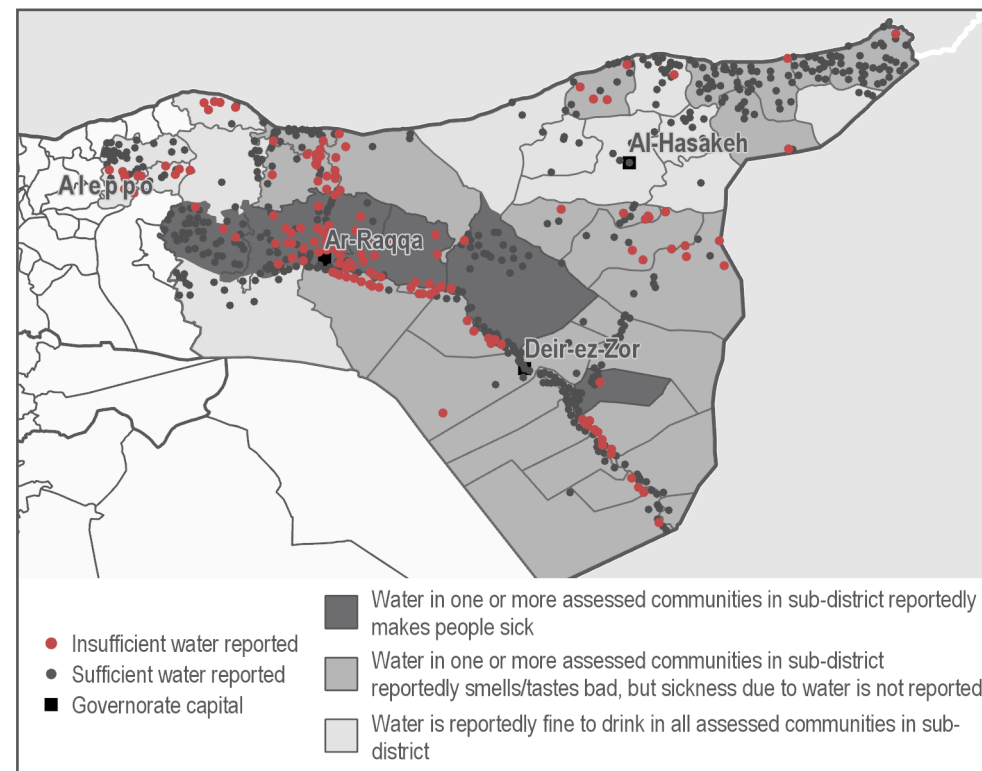 Al-Hasakeh
Aleppo
Ar-Raqqa
Deir-ez-Zor
Insufficient water reported
Sufficient water reported
Governorate capital
Water in one or more assessed communities in sub-district reportedly
makes people sick
Water in one or more assessed communities in sub-district
reportedly smells/tastes bad, but sickness due to water is not reported
Water is reportedly fine to drink in all assessed communities in sub-
district